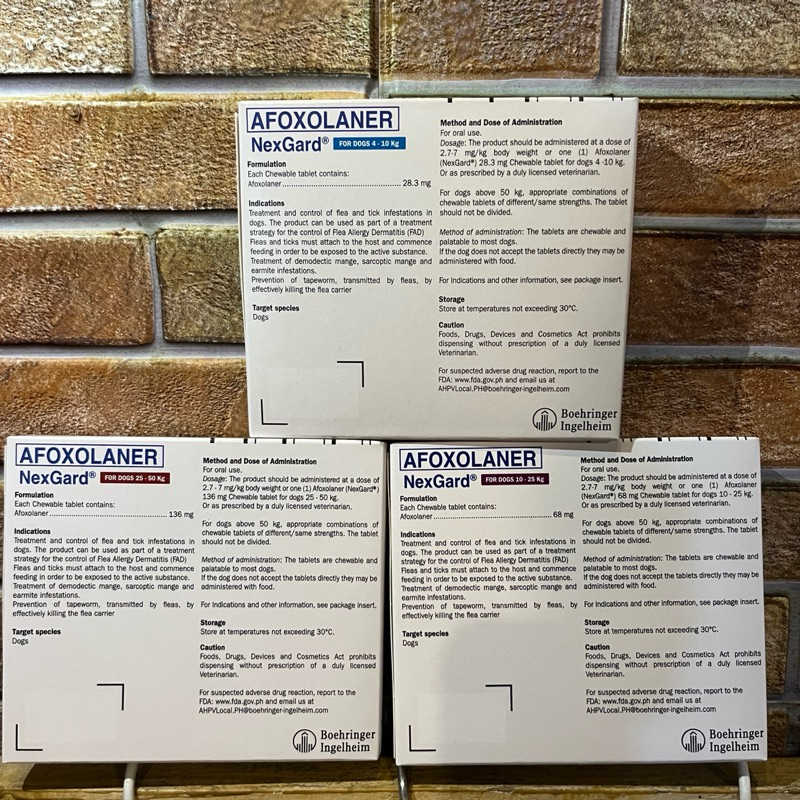 AFOXOLANER
NexGard® FOR DOGS 4 - 10 Kg
Formulation
Each Chewable tablet contains:
Afoxolaner........................................ 28.3 mg
Indications
Treatment and control of flea and tick infestations in
dogs. The product can be used as part of a treatment
strategy for the control of Flea Allergy Dermatitis (FAD)
Fleas and ticks must attach to the host and commence
feeding in order to be exposed to the active substance.
Treatment of demodectic mange, sarcoptic mange and
earmite infestations.
Prevention of tapeworm, transmitted by fleas, by
effectively killing the flea carrier
Target species
Dogs
Method and Dose of Administration
For oral use.
Dosage: The product should be administered at a dose of
2.7-7 mg/kg body weight or one (1) Afoxolaner
(NexGard®) 28.3 mg Chewable tablet for dogs 4 -10 kg.
Or as prescribed by a duly licensed veterinarian.
For dogs above 50 kg, appropriate combinations of
chewable tablets of different/same strengths. The tablet
should not be divided.
Method of administration: The tablets are chewable and
palatable to most dogs.
If the dog does not accept the tablets directly they may be
administered with food.
For Indications and other information, see package insert.
Storage
Store at temperatures not exceeding 30°C.
Caution
Foods, Drugs, Devices and Cosmetics Act prohibits
dispensing without prescription of a duly licensed
Veterinarian.
For suspected adverse drug reaction, report to the
FDA: www.fda.gov.ph and email us at
AHPVLocal.PH@boehringer-ingelheim.com
Boehringer
Ingelheim
AFOXOLANER
NexGard® FOR DOGS 25 - 50 Kg
Formulation
Each Chewable tablet contains:
Afoxolaner........................................ 136 mg
Indications
Treatment and control of flea and tick infestations in
dogs. The product can be used as part of a treatment
strategy for the control of Flea Allergy Dermatitis (FAD)
Fleas and ticks must attach to the host and commence
feeding in order to be exposed to the active substance.
Treatment of demodectic mange, sarcoptic mange and
earmite infestations.
Prevention of tapeworm, transmitted by fleas, by
effectively killing the flea carrier
Target species
Dogs
Method and Dose of Administration
For oral use.
Dosage: The product should be administered at a dose of
2.7-7 mg/kg body weight or one (1) Afoxolaner (NexGard®)
136 mg Chewable tablet for dogs 25 - 50 kg.
Or as prescribed by a duly licensed veterinarian.
For dogs above 50 kg, appropriate combinations of
chewable tablets of different/same strengths. The tablet
should not be divided.
Method of administration: The tablets are chewable and
palatable to most dogs.
If the dog does not accept the tablets directly they may be
administered with food.
For Indications and other information, see package insert.
Storage
Store at temperatures not exceeding 30°C.
Caution
Foods, Drugs, Devices and Cosmetics Act prohibits
dispensing without prescription of a duly licensed
Veterinarian.
For suspected adverse drug reaction, report to the
FDA: www.fda.gov.ph and email us at
AHPVLocal.PH@boehringer-ingelheim.com
Boehringer
Ingelheim
AFOXOLANER
NexGard® FOR DOGS 10 - 25 Kg
Formulation
Each Chewable tablet contains:
Afoxolaner........................................ 68 mg
Indications
Treatment and control of flea and tick infestations in
dogs. The product can be used as part of a treatment
strategy for the control of Flea Allergy Dermatitis (FAD)
Fleas and ticks must attach to the host and commence
feeding in order to be exposed to the active substance.
Treatment of demodectic mange, sarcoptic mange and
earmite infestations.
Prevention of tapeworm, transmitted by fleas, by
effectively killing the flea carrier
Target species
Dogs
Method and Dose of Administration
For oral use.
Dosage: The product should be administered at a dose of
2.7-7 mg/kg body weight or one (1) Afoxolaner
(NexGard®) 68 mg Chewable tablet for dogs 10 - 25 kg.
Or as prescribed by a duly licensed veterinarian.
For dogs above 50 kg, appropriate combinations of
chewable tablets of different/same strengths. The tablet
should not be divided.
Method of administration: The tablets are chewable and
palatable to most dogs.
If the dog does not accept the tablets directly they may be
administered with food.
For Indications and other information, see package insert.
Storage
Store at temperatures not exceeding 30°C.
Caution
Foods, Drugs, Devices and Cosmetics Act prohibits
dispensing without prescription of a duly licensed
Veterinarian.
For suspected adverse drug reaction, report to the
FDA: www.fda.gov.ph and email us at
AHPVLocal.PH@boehringer-ingelheim.com
Boehringer
Ingelheim